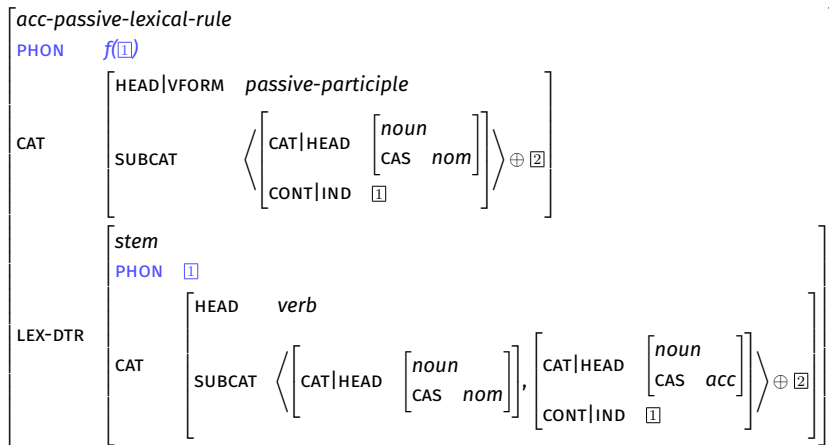 acc-passive-lexical-rule
PHON f(1)
CAT
HEAD|VFORM passive-participle
SUBCAT ⟨ [CAT|HEAD [noun CAS nom] CONT|IND 1] ⟩ ⊕ 2
LEX-DTR
stem
PHON 1
CAT
HEAD verb
SUBCAT ⟨ [CAT|HEAD [noun CAS nom]], [CAT|HEAD [noun CAS acc] CONT|IND 1] ⟩ ⊕ 2